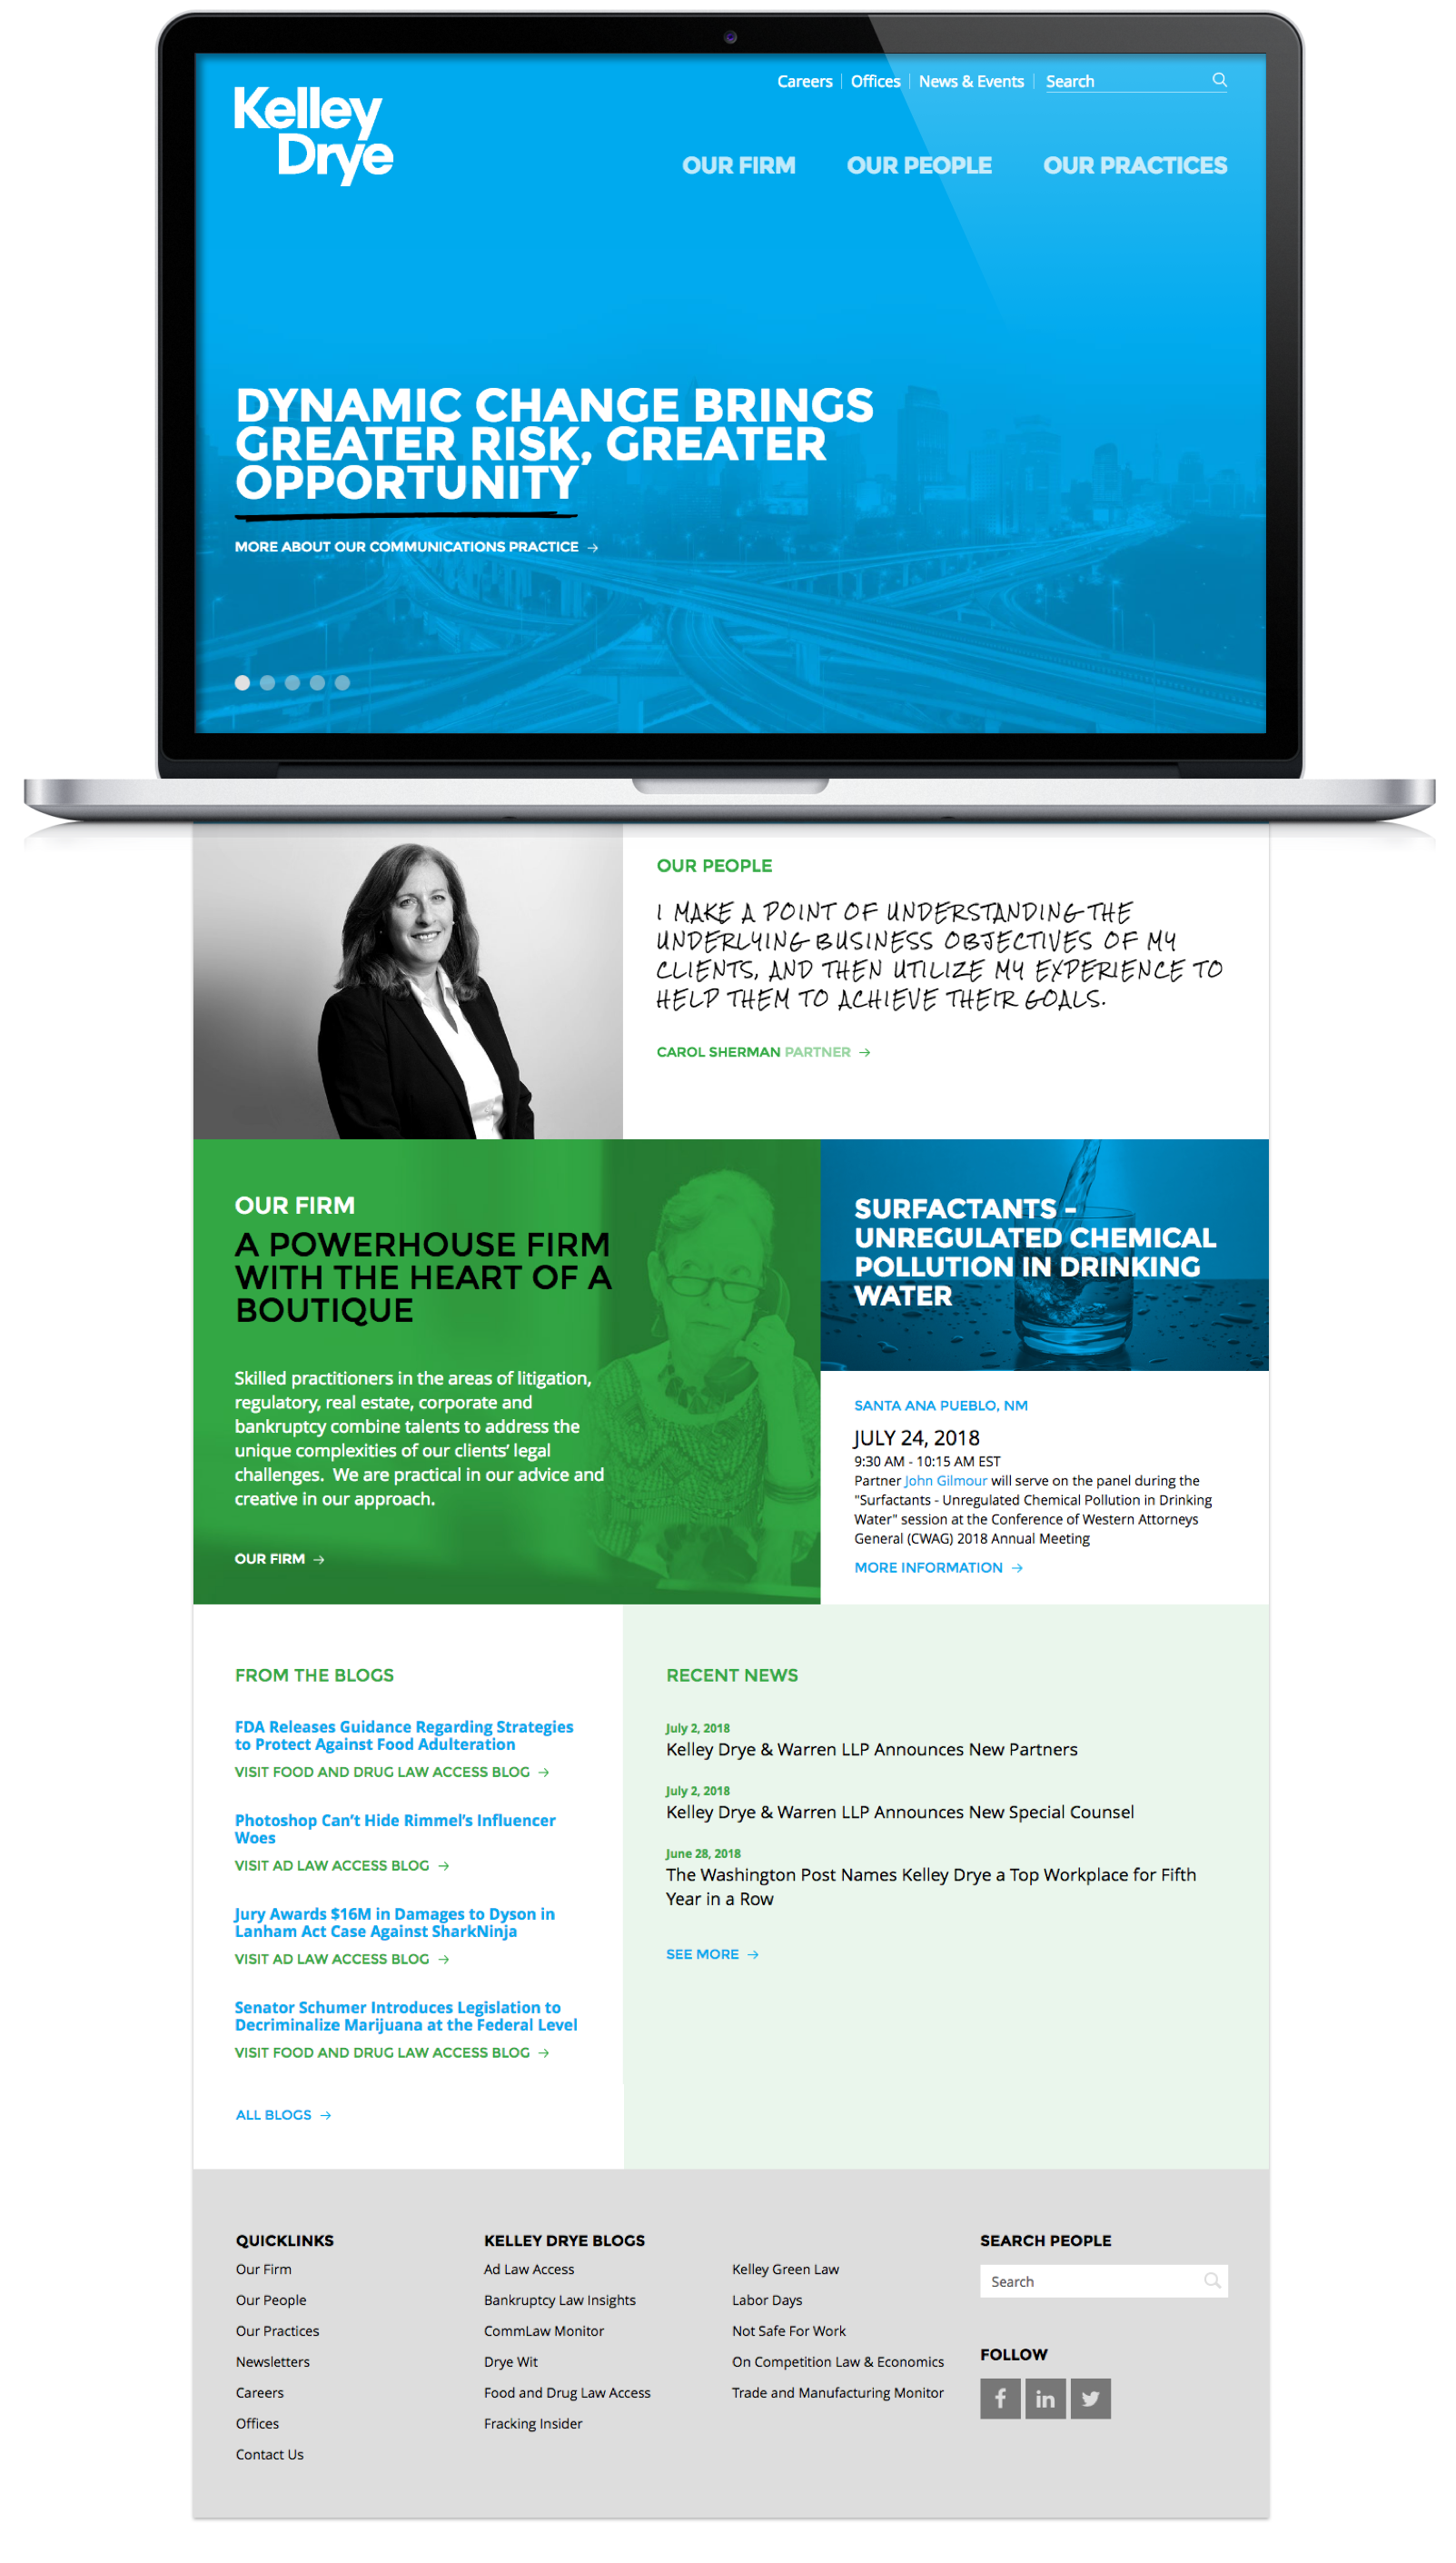 Kelley
Drye
Careers | Offices | News & Events | Search
OUR FIRM OUR PEOPLE OUR PRACTICES
DYNAMIC CHANGE BRINGS
GREATER RISK, GREATER
OPPORTUNITY
MORE ABOUT OUR COMMUNICATIONS PRACTICE →
OUR PEOPLE
I MAKE A POINT OF UNDERSTANDING THE
UNDERLYING BUSINESS OBJECTIVES OF MY
CLIENTS, AND THEN UTILIZE MY EXPERIENCE TO
HELP THEM TO ACHIEVE THEIR GOALS.
CAROL SHERMAN PARTNER →
OUR FIRM
A POWERHOUSE FIRM
WITH THE HEART OF A
BOUTIQUE
Skilled practitioners in the areas of litigation,
regulatory, real estate, corporate and
bankruptcy combine talents to address the
unique complexities of our clients’ legal
challenges.  We are practical in our advice and
creative in our approach.
OUR FIRM →
SURFACTANTS -
UNREGULATED CHEMICAL
POLLUTION IN DRINKING
WATER
SANTA ANA PUEBLO, NM
JULY 24, 2018
9:30 AM - 10:15 AM EST
Partner John Gilmour will serve on the panel during the
"Surfactants - Unregulated Chemical Pollution in Drinking
Water" session at the Conference of Western Attorneys
General (CWAG) 2018 Annual Meeting
MORE INFORMATION →
FROM THE BLOGS
FDA Releases Guidance Regarding Strategies
to Protect Against Food Adulteration
VISIT FOOD AND DRUG LAW ACCESS BLOG →
Photoshop Can’t Hide Rimmel’s Influencer
Woes
VISIT AD LAW ACCESS BLOG →
Jury Awards $16M in Damages to Dyson in
Lanham Act Case Against SharkNinja
VISIT AD LAW ACCESS BLOG →
Senator Schumer Introduces Legislation to
Decriminalize Marijuana at the Federal Level
VISIT FOOD AND DRUG LAW ACCESS BLOG →
ALL BLOGS →
RECENT NEWS
July 2, 2018
Kelley Drye & Warren LLP Announces New Partners
July 2, 2018
Kelley Drye & Warren LLP Announces New Special Counsel
June 28, 2018
The Washington Post Names Kelley Drye a Top Workplace for Fifth
Year in a Row
SEE MORE →
QUICKLINKS
Our Firm
Our People
Our Practices
Newsletters
Careers
Offices
Contact Us
KELLEY DRYE BLOGS
Ad Law Access
Bankruptcy Law Insights
CommLaw Monitor
Drye Wit
Food and Drug Law Access
Fracking Insider
Kelley Green Law
Labor Days
Not Safe For Work
On Competition Law & Economics
Trade and Manufacturing Monitor
SEARCH PEOPLE
Search
FOLLOW
f in